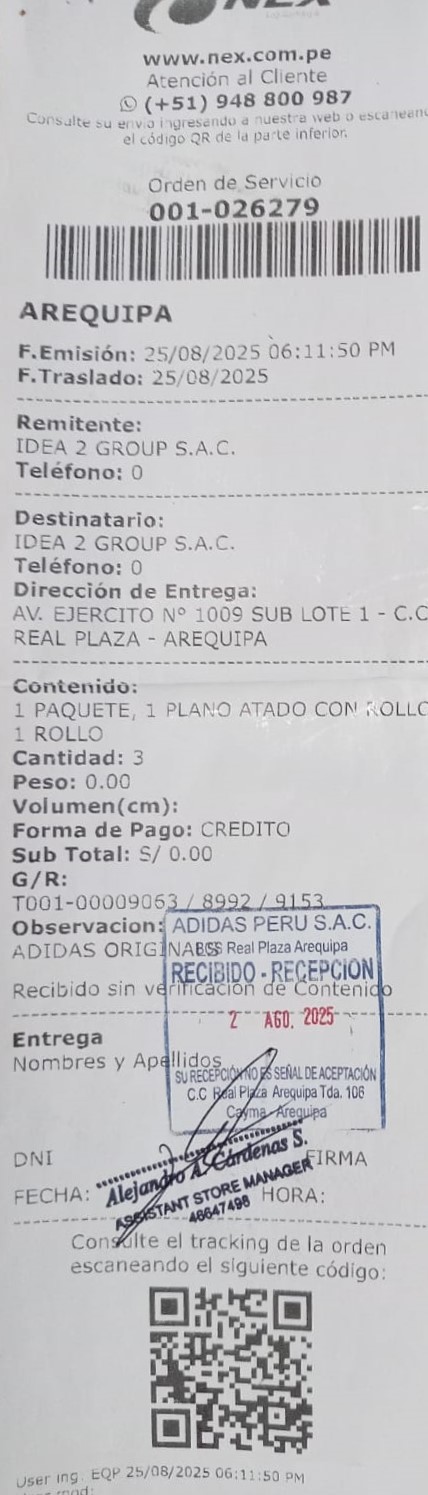 NEX
www.nex.com.pe
Atención al Cliente
(+51) 948 800 987
Consulte su envío ingresando a nuestra web o escaneand
el código QR de la parte inferior.
Orden de Servicio
001-026279
AREQUIPA
F.Emisión: 25/08/2025 06:11:50 PM
F.Traslado: 25/08/2025
Remitente:
IDEA 2 GROUP S.A.C.
Teléfono: 0
Destinatario:
IDEA 2 GROUP S.A.C.
Teléfono: 0
Dirección de Entrega:
AV. EJERCITO N° 1009 SUB LOTE 1 - C.C
REAL PLAZA - AREQUIPA
Contenido:
1 PAQUETE, 1 PLANO ATADO CON ROLLO
1 ROLLO
Cantidad: 3
Peso: 0.00
Volumen(cm):
Forma de Pago: CREDITO
Sub Total: S/ 0.00
G/R:
T001-00009063 / 8992 / 9153
Observacion:
ADIDAS ORIGINALS
Recibido sin verificación de Contenido
ADIDAS PERU S.A.C.
BCS Real Plaza Arequipa
RECIBIDO - RECEPCION
2 AGO. 2025
SU RECEPCIÓN NO ES SEÑAL DE ACEPTACIÓN
C.C Real Plaza Arequipa Tda. 106
Cayma Arequipa
Entrega
Nombres y Apellidos
DNI
FIRMA
FECHA:
HORA:
Alejandro A. Cárdenas S.
ASSISTANT STORE MANAGER
46647498
Consulte el tracking de la orden
escaneando el siguiente código:
User ing. EQP 25/08/2025 06:11:50 PM